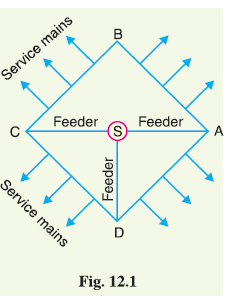 Service mains
B
C
Feeder
S
Feeder
A
Feeder
Service mains
D
Fig. 12.1